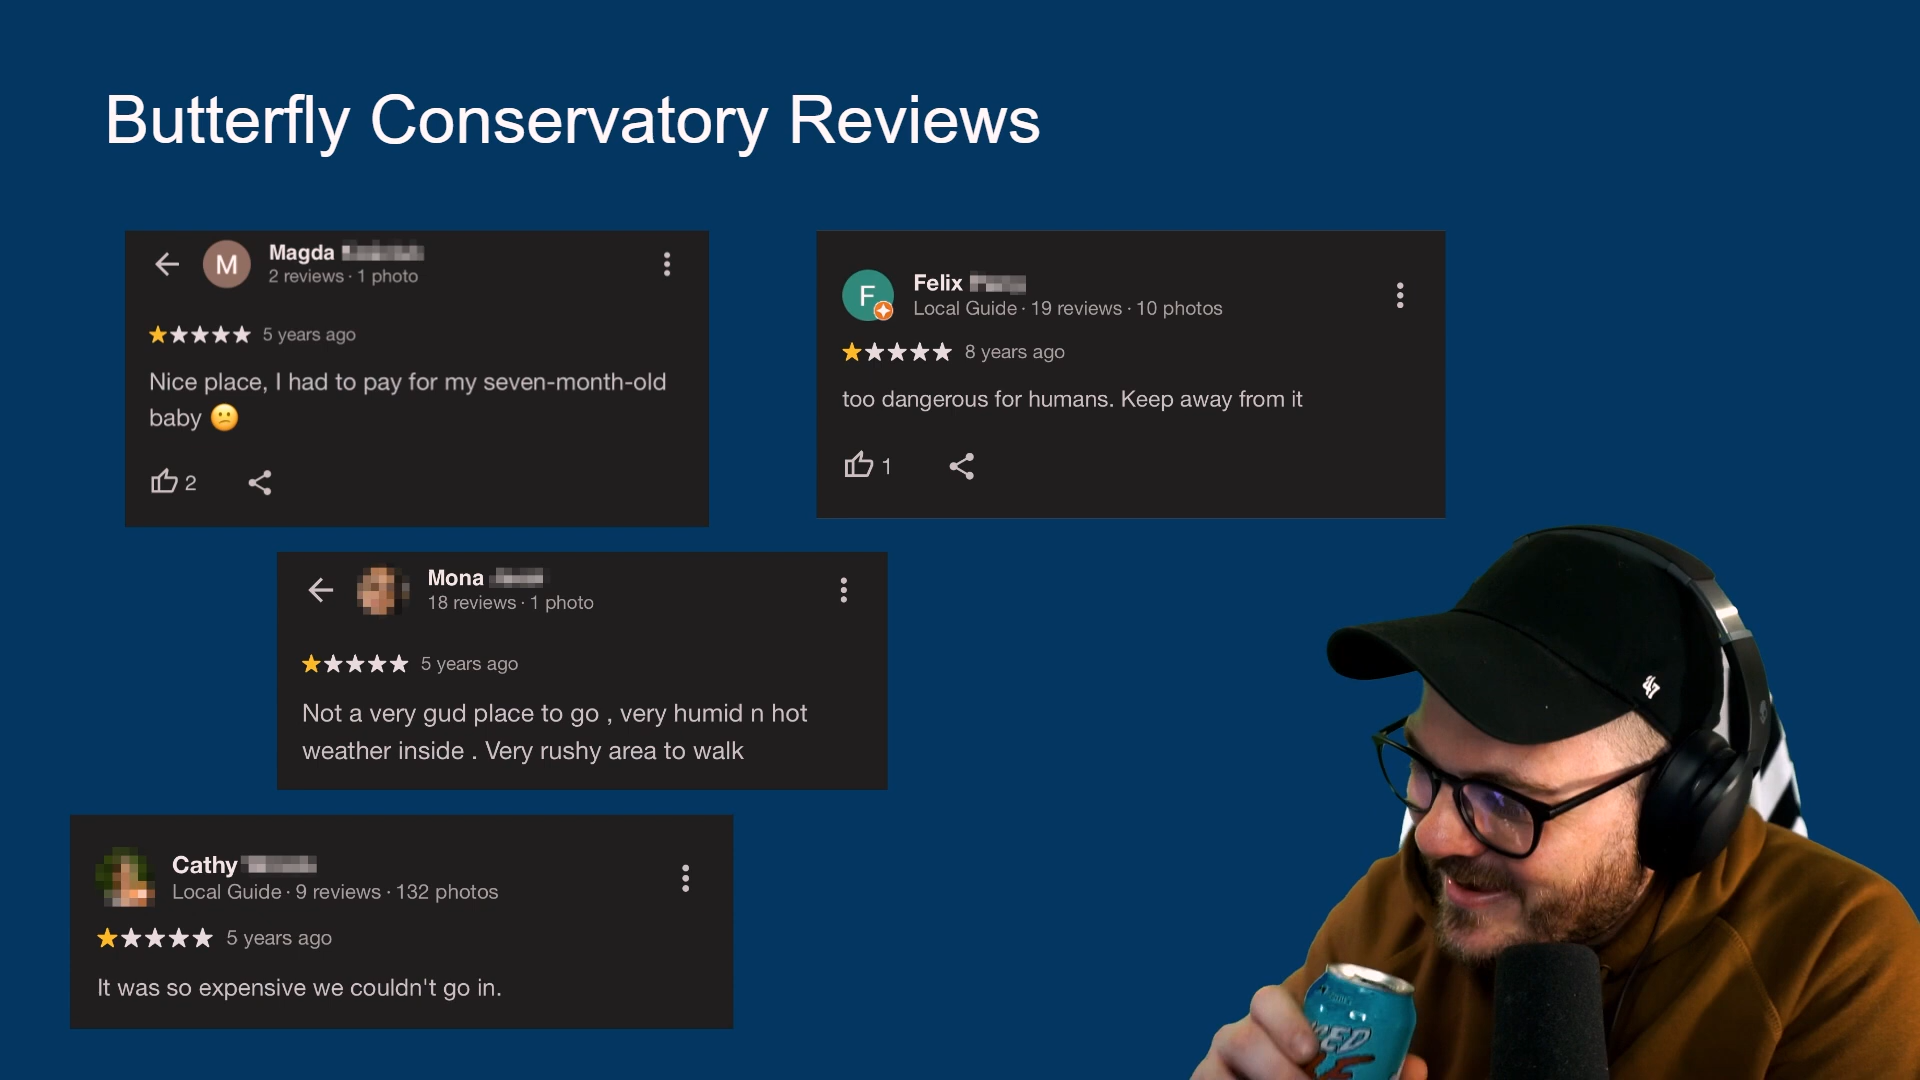 Butterfly Conservatory Reviews
M
Magda
2 reviews · 1 photo
5 years ago
Nice place, I had to pay for my seven-month-old
baby 😕
2
F
Felix
Local Guide · 19 reviews · 10 photos
8 years ago
too dangerous for humans. Keep away from it
1
Mona
18 reviews · 1 photo
5 years ago
Not a very gud place to go , very humid n hot
weather inside . Very rushy area to walk
Cathy
Local Guide · 9 reviews · 132 photos
5 years ago
It was so expensive we couldn't go in.
47